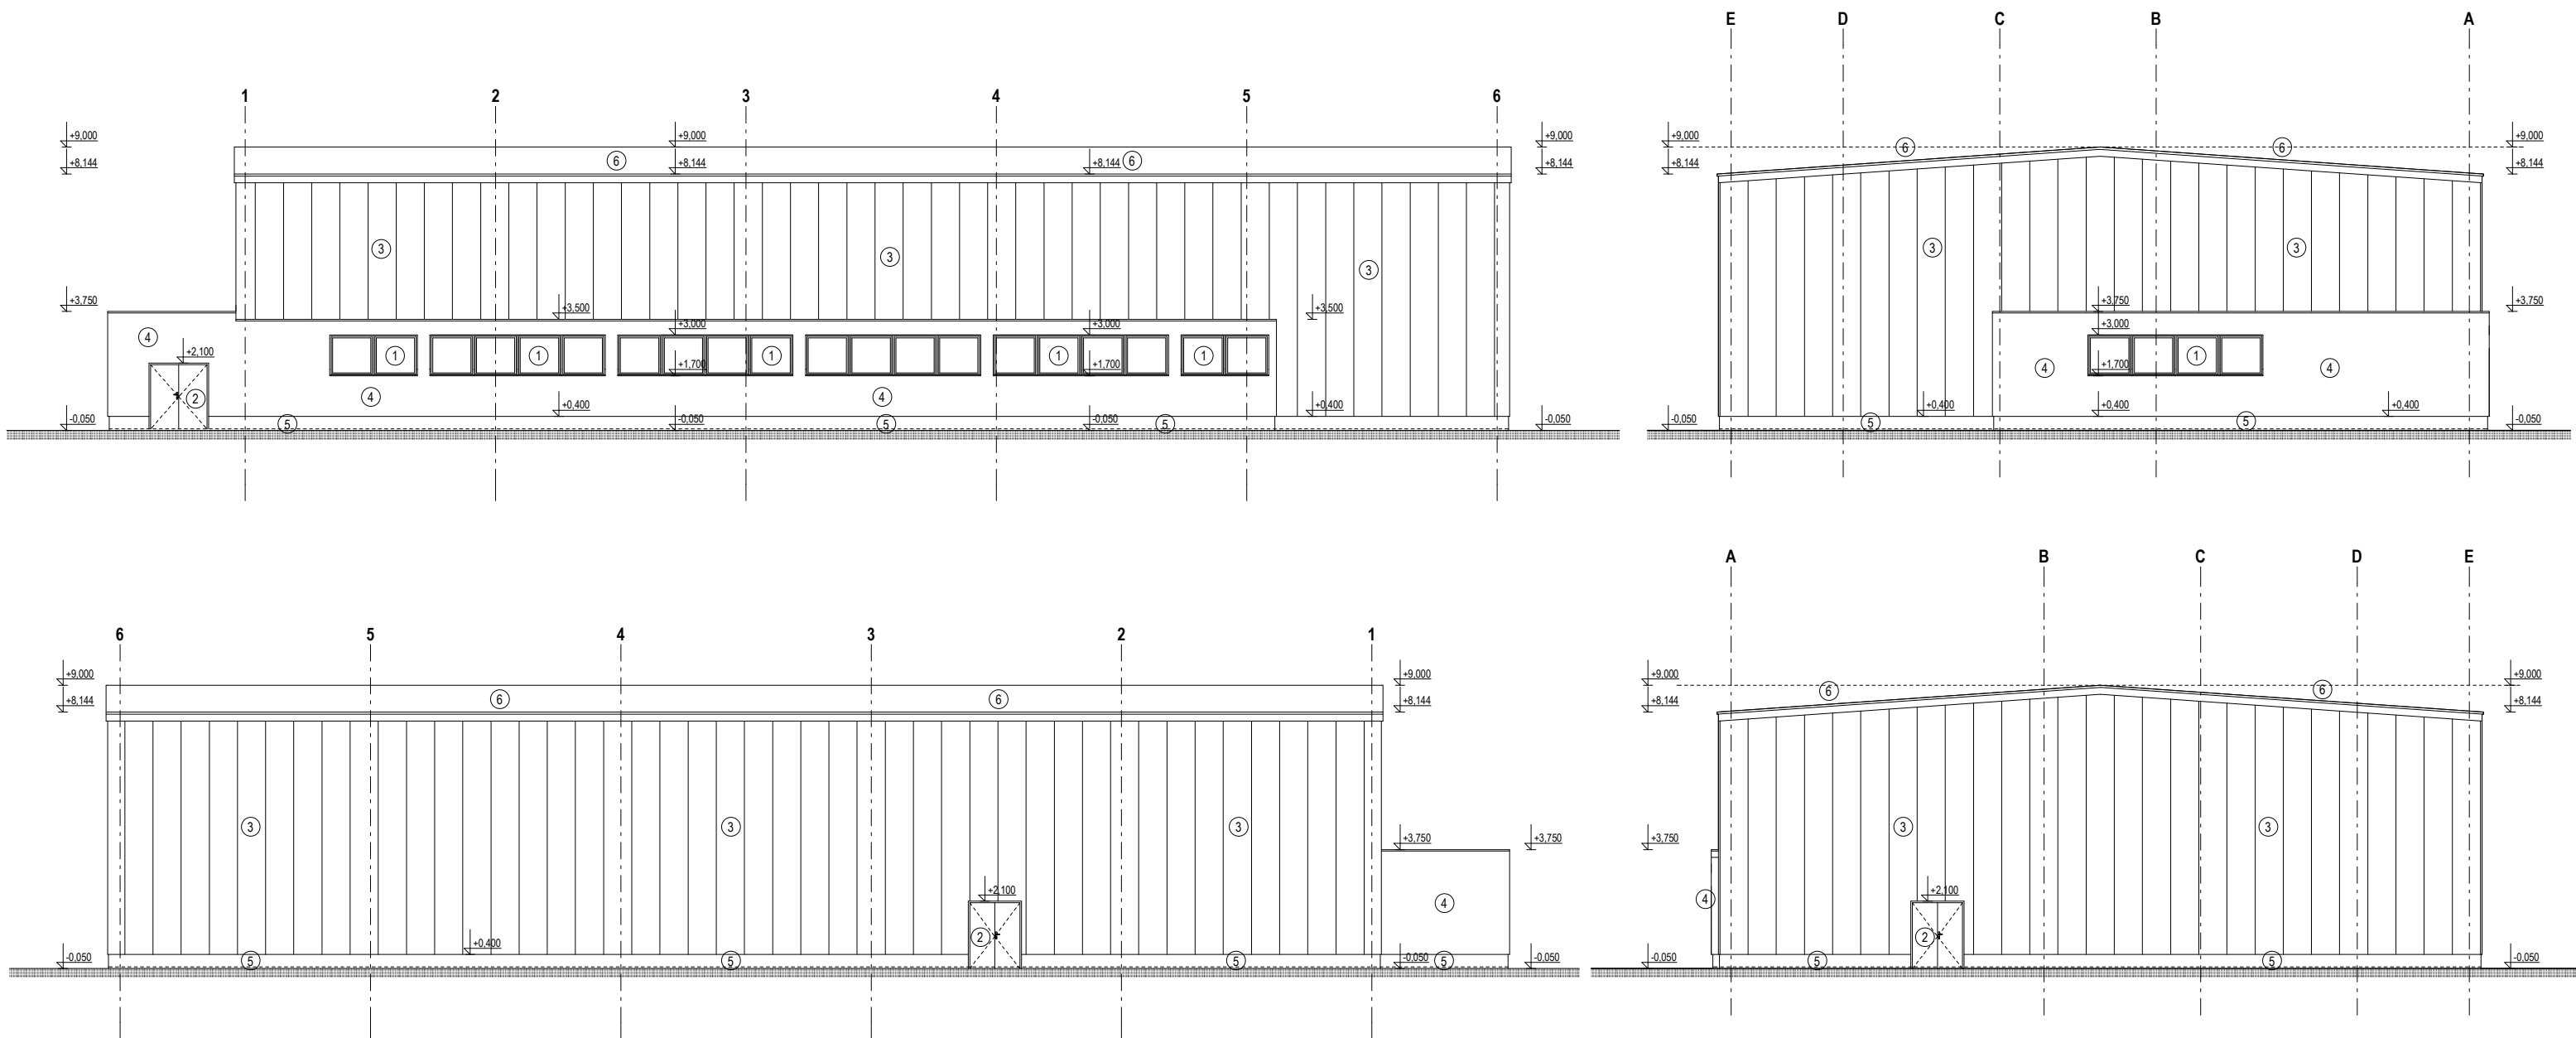 E D C B A
1 2 3 4 5 6
+9,000 +9,000 +9,000 +9,000 6 6 +9,000
+8,144 6 +8,144 +8,144 6 +8,144 +8,144 +8,144
3 3 3 3 3
+3,750 +3,500 +3,500 +3,750 +3,750
4 +2,100 +3,000 +3,000 +3,000
1 1 1 1 1 1
2 4 +1,700 4 +1,700 4 +1,700 4
+0,400 +0,400 +0,400 +0,400 +0,400
-0,050 5 -0,050 5 -0,050 5 -0,050 -0,050 5 5 -0,050
A B C D E
6 5 4 3 2 1
+9,000 6 6 +9,000 6 6 +9,000
+8,144 +8,144 +8,144
3 3 3 3 3
+3,750 +3,750 +3,750
+2,100 4 4 +2,100
+0,400 2 2
-0,050 5 5 5 -0,050 5 -0,050 -0,050 5 5 -0,050